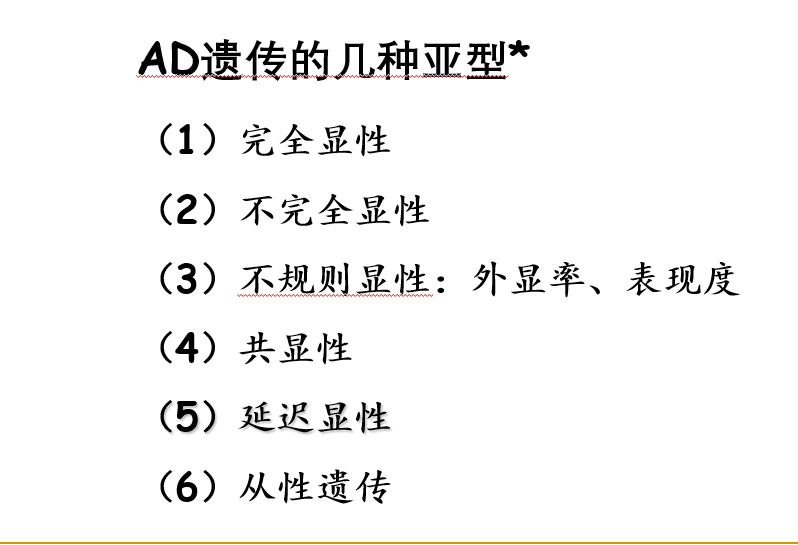 AD遗传的几种亚型*
（1）完全显性
（2）不完全显性
（3）不规则显性：外显率、表现度
（4）共显性
（5）延迟显性
（6）从性遗传